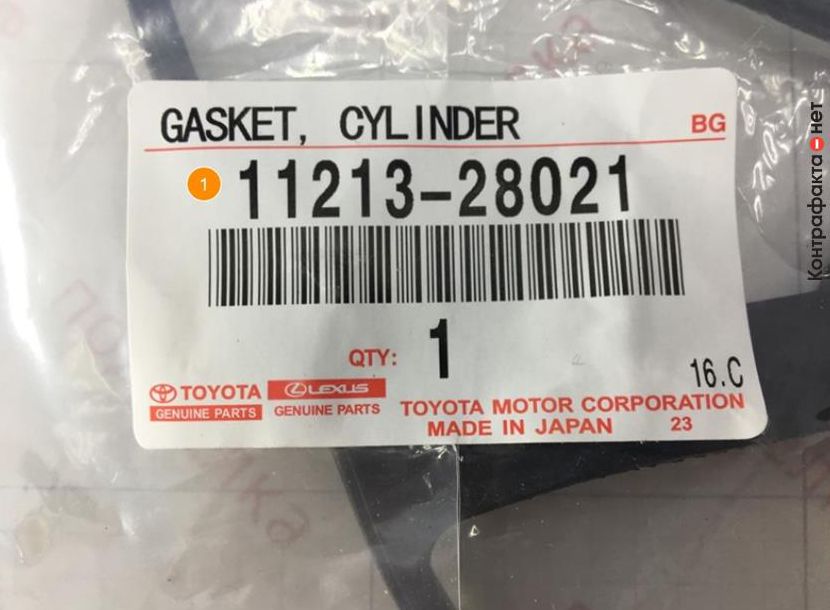 GASKET, CYLINDER
BG
1
11213-28021
QTY: 1
16.C
TOYOTA
LEXUS
GENUINE PARTS
GENUINE PARTS
TOYOTA MOTOR CORPORATION
MADE IN JAPAN 23
Контрафакта-нет